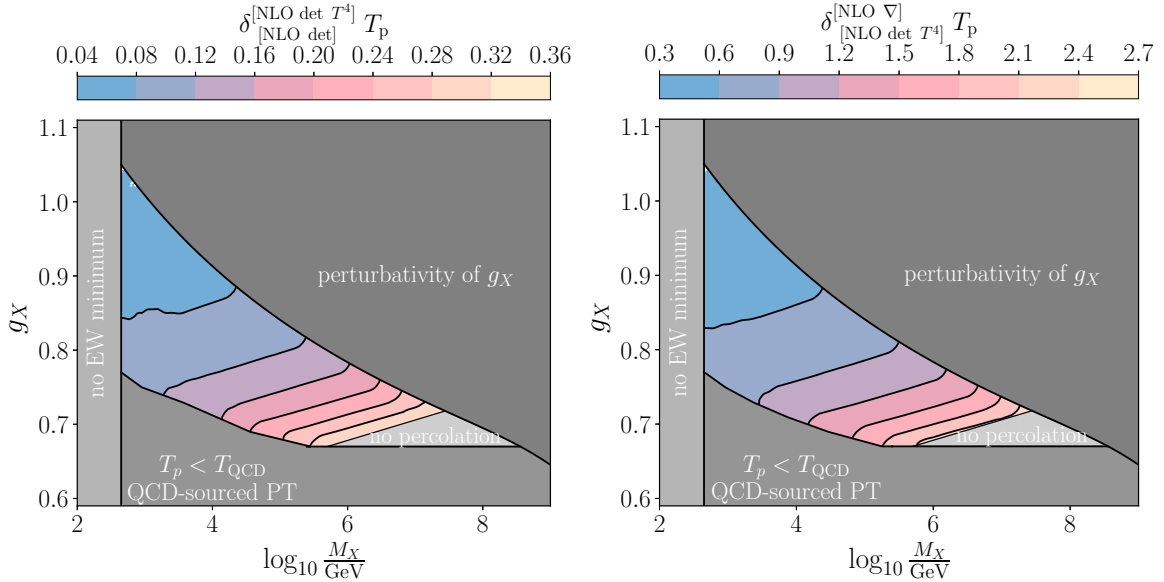 δ^{[NLO det T^4]}_{[NLO det]} T_p
0.04 0.08 0.12 0.16 0.20 0.24 0.28 0.32 0.36
1.1
1.0
0.9
0.8
0.7
0.6
g_X
no EW minimum
perturbativity of g_X
no percolation
T_p < T_QCD
QCD-sourced PT
2 4 6 8
log_10 M_X/GeV
δ^{[NLO ∇]}_{[NLO det T^4]} T_p
0.3 0.6 0.9 1.2 1.5 1.8 2.1 2.4 2.7
1.1
1.0
0.9
0.8
0.7
0.6
g_X
no EW minimum
perturbativity of g_X
no percolation
T_p < T_QCD
QCD-sourced PT
2 4 6 8
log_10 M_X/GeV